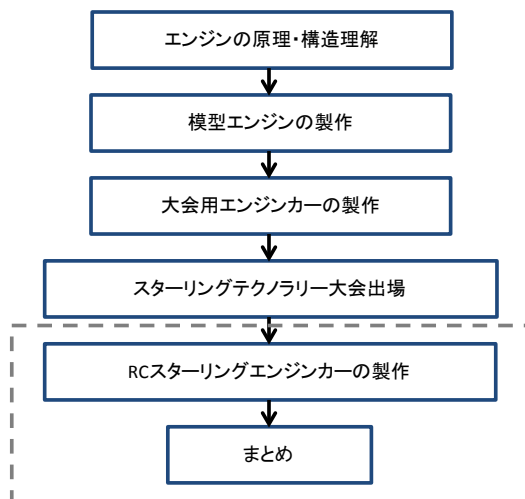 エンジンの原理・構造理解
模型エンジンの製作
大会用エンジンカーの製作
スターリングテクノラリー大会出場
RCスターリングエンジンカーの製作
まとめ